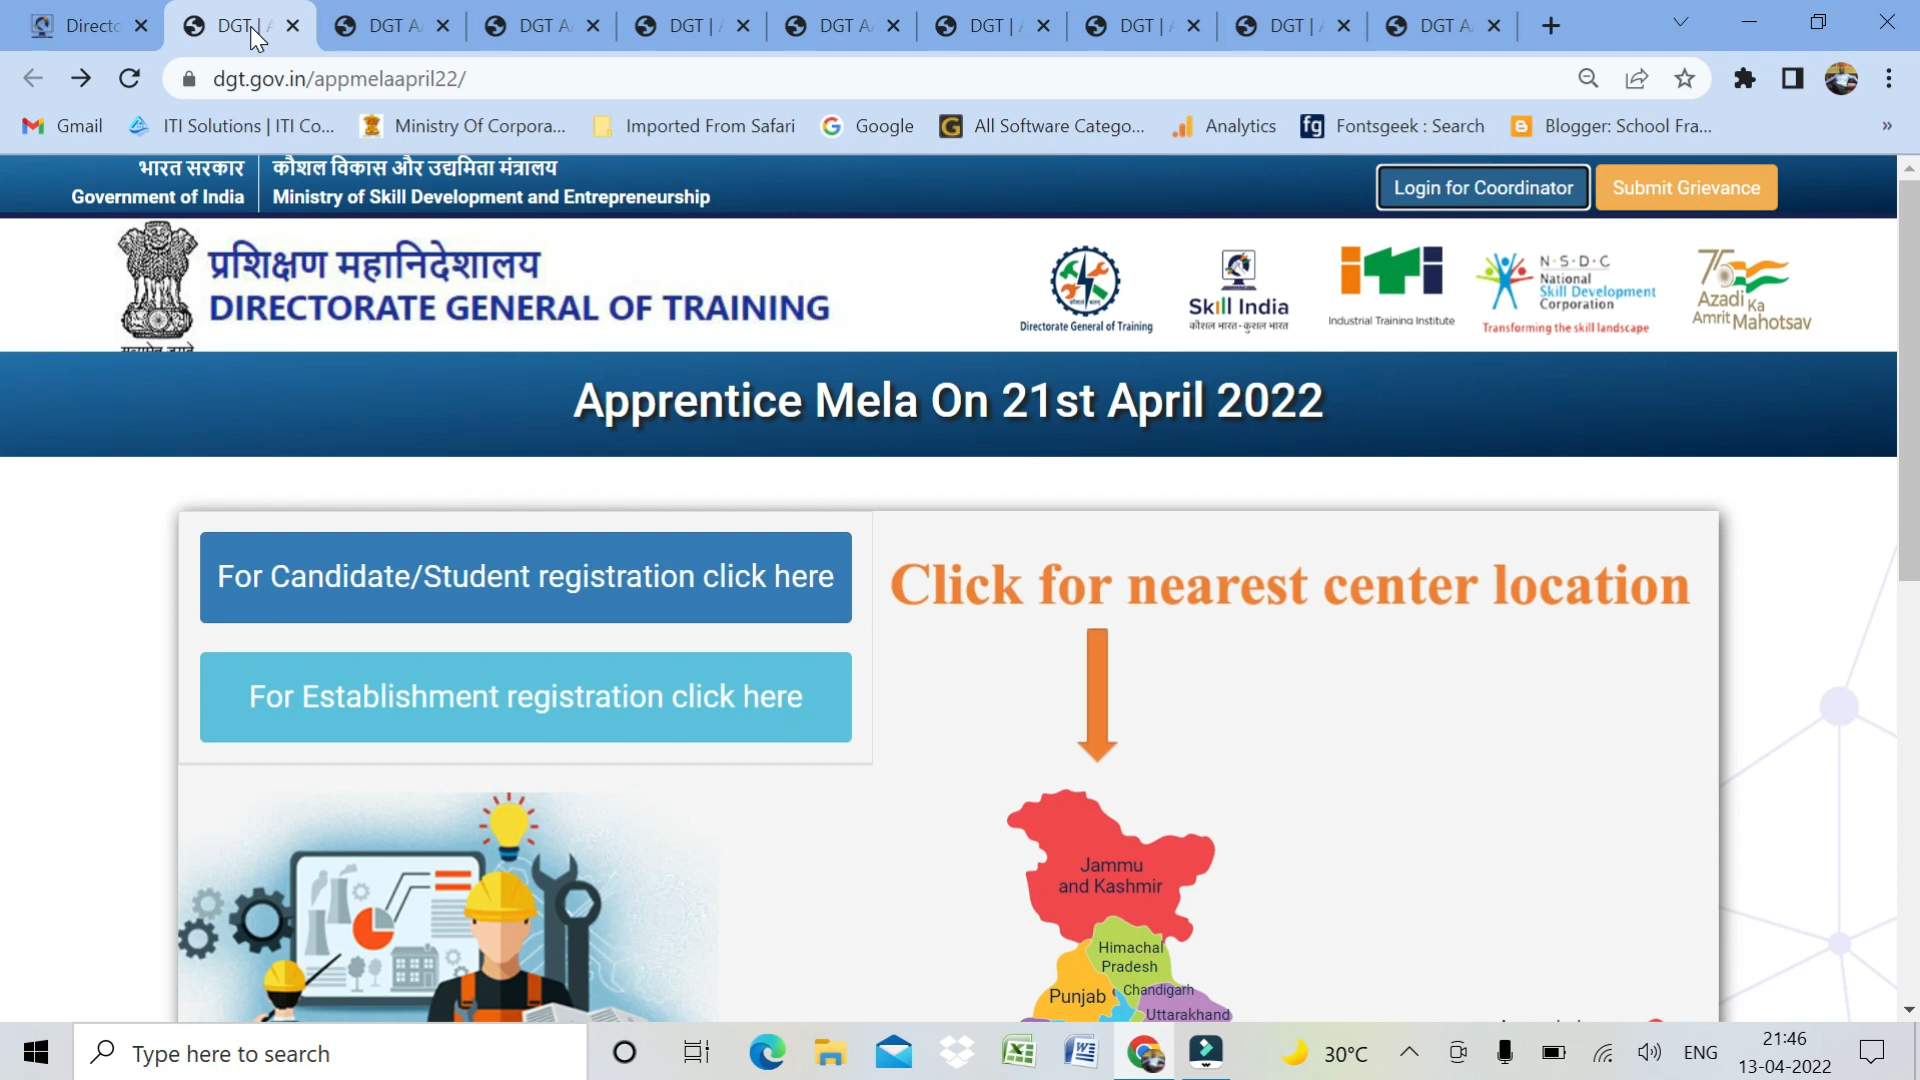 Directo
DGT | A
DGT A
DGT A
DGT | A
DGT A
DGT | A
DGT | A
DGT | A
DGT A
dgt.gov.in/appmelaapril22/
Gmail
ITI Solutions | ITI Co...
Ministry Of Corpora...
Imported From Safari
Google
All Software Catego...
Analytics
fg
Fontsgeek : Search
Blogger: School Fra...
»
भारत सरकार
Government of India
कौशल विकास और उद्यमिता मंत्रालय
Ministry of Skill Development and Entrepreneurship
Login for Coordinator
Submit Grievance
प्रशिक्षण महानिदेशालय
DIRECTORATE GENERAL OF TRAINING
Directorate General of Training
Skill India
कौशल भारत-कुशल भारत
iTi
Industrial Training Institute
N·S·D·C
National
Skill Development
Corporation
Transforming the skill landscape
75
Azadi Ka
Amrit Mahotsav
Apprentice Mela On 21st April 2022
For Candidate/Student registration click here
For Establishment registration click here
Click for nearest center location
Jammu
and Kashmir
Himachal
Pradesh
Chandigarh
Punjab
Uttarakhand
Type here to search
30°C
ENG
21:46
13-04-2022